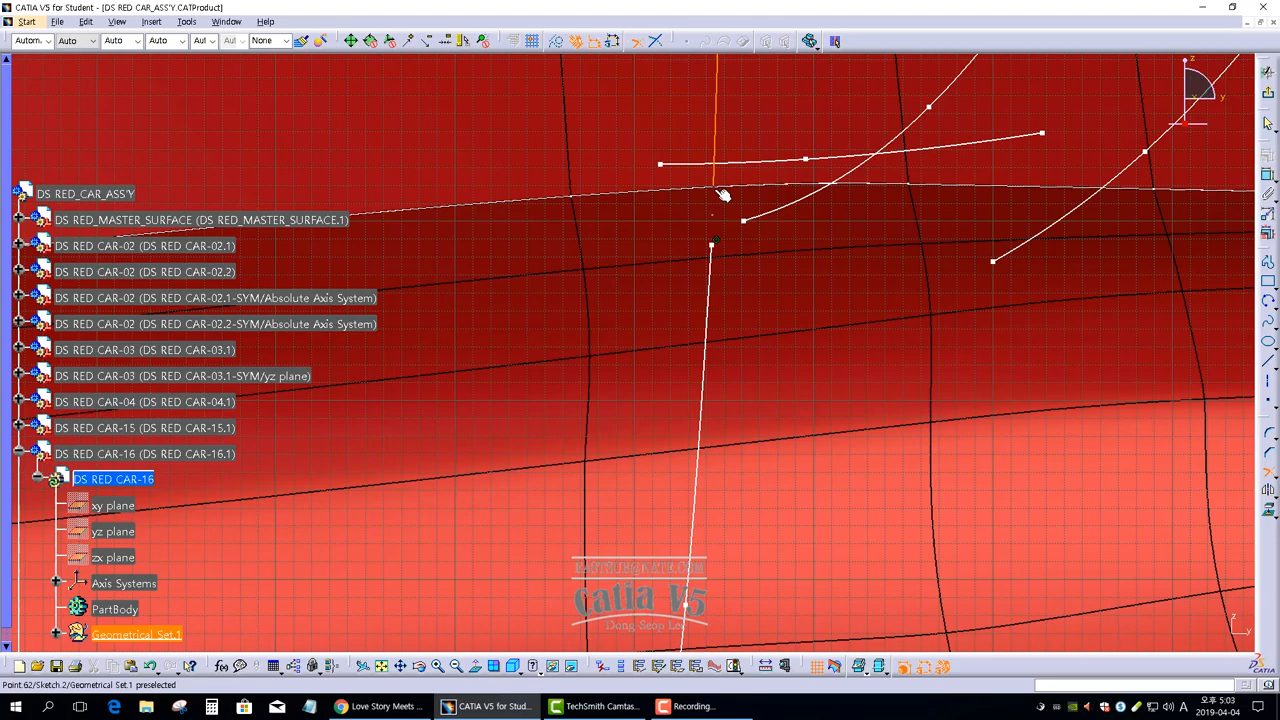 CATIA V5 for Student - [DS RED CAR_ASS'Y.CATProduct]
Start File Edit View Insert Tools Window Help
Autom. Auto Auto Auto Aut Aut None
z
x y
DS RED_CAR_ASS'Y
DS RED_MASTER_SURFACE (DS RED_MASTER_SURFACE.1)
DS RED CAR-02 (DS RED CAR-02.1)
DS RED CAR-02 (DS RED CAR-02.2)
DS RED CAR-02 (DS RED CAR-02.1-SYM/Absolute Axis System)
DS RED CAR-02 (DS RED CAR-02.2-SYM/Absolute Axis System)
DS RED CAR-03 (DS RED CAR-03.1)
DS RED CAR-03 (DS RED CAR-03.1-SYM/yz plane)
DS RED CAR-04 (DS RED CAR-04.1)
DS RED CAR-15 (DS RED CAR-15.1)
DS RED CAR-16 (DS RED CAR-16.1)
DS RED CAR-16
xy plane
yz plane
zx plane
Axis Systems
PartBody
Geometrical Set.1
EASTSUB@KATE.COM
Catia V5
Dong Seop Lee
z
y
Point.62/Sketch.2/Geometrical Set.1 preselected
Love Story Meets ...
CATIA V5 for Stud...
TechSmith Camtas...
Recording...
A
오후 5:03
2019-04-04